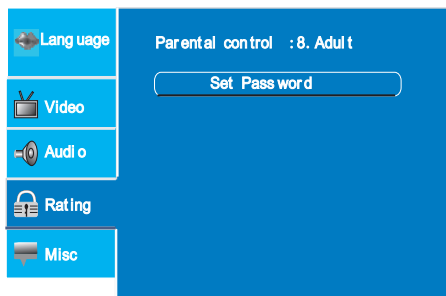 Language
Parental control : 8. Adult
Set Password
Video
Audio
Rating
Misc